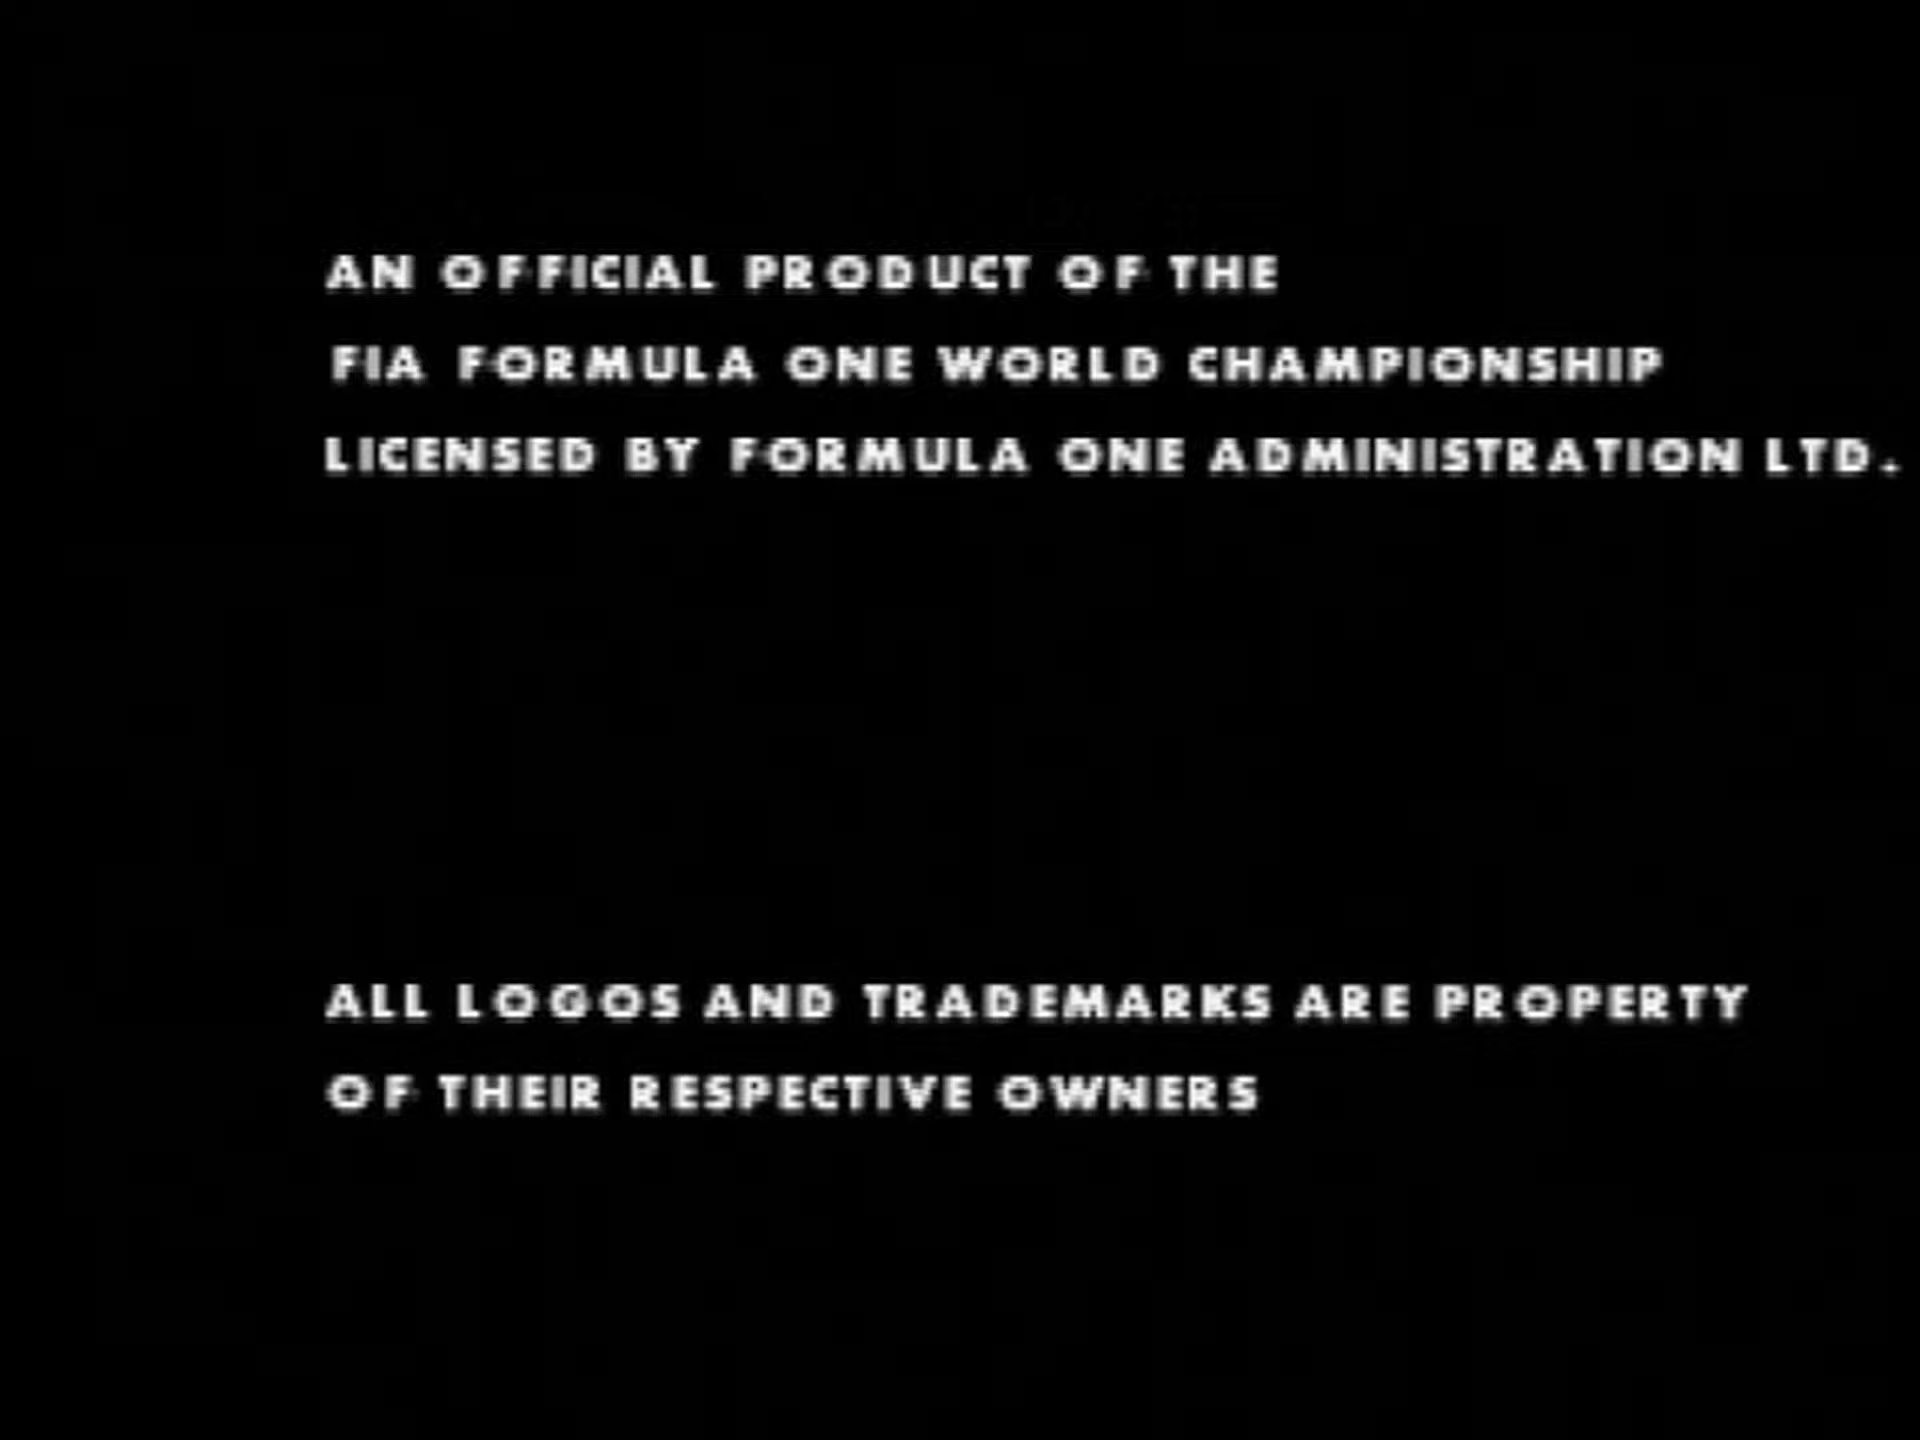 AN OFFICIAL PRODUCT OF THE
FIA FORMULA ONE WORLD CHAMPIONSHIP
LICENSED BY FORMULA ONE ADMINISTRATION LTD.
ALL LOGOS AND TRADEMARKS ARE PROPERTY
OF THEIR RESPECTIVE OWNERS